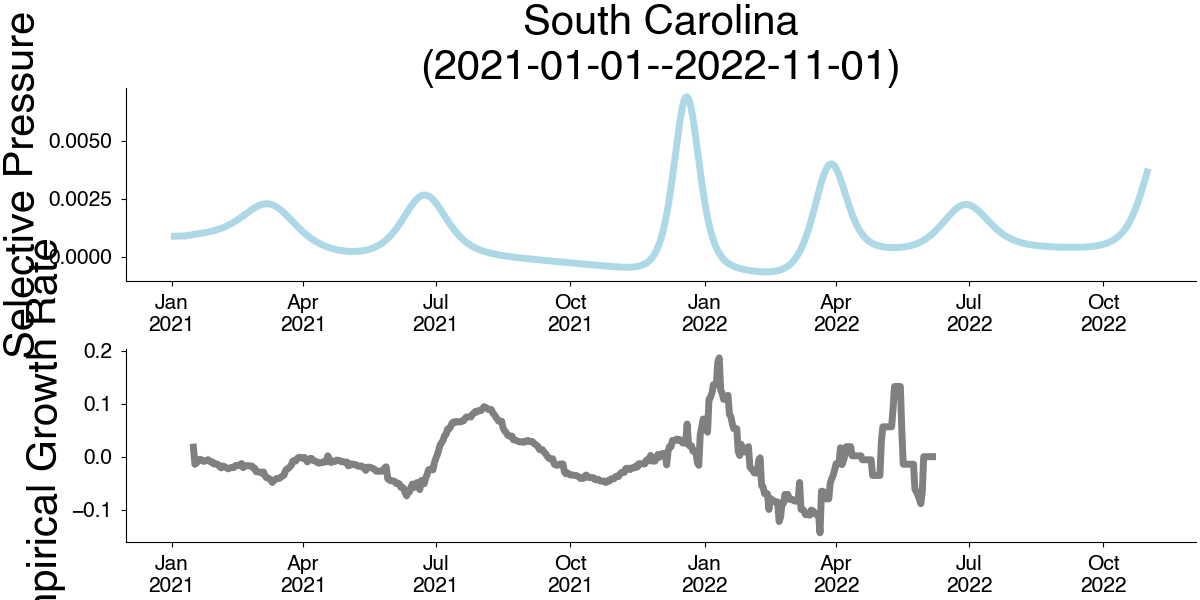 South Carolina
(2021-01-01--2022-11-01)
Selective Pressure
0.0050
0.0025
0.0000
Jan Apr Jul Oct Jan Apr Jul Oct
2021 2021 2021 2021 2022 2022 2022 2022
mpirical Growth Rate
0.2
0.1
0.0
−0.1
Jan Apr Jul Oct Jan Apr Jul Oct
2021 2021 2021 2021 2022 2022 2022 2022